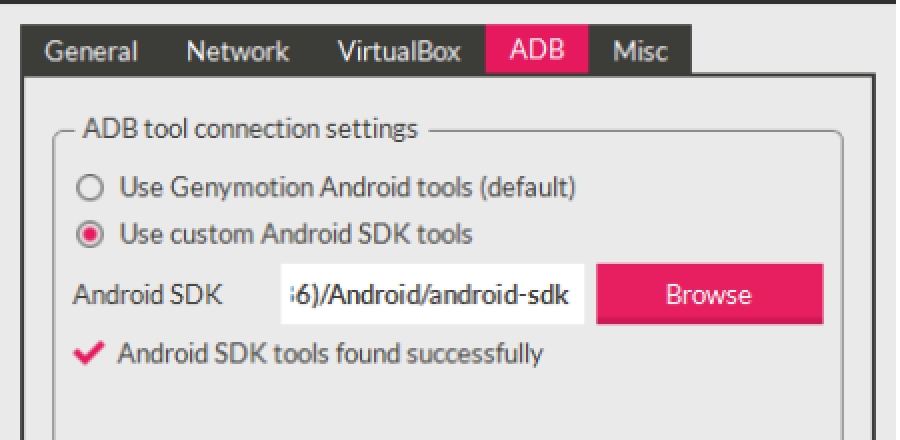 General Network VirtualBox ADB Misc
ADB tool connection settings
Use Genymotion Android tools (default)
Use custom Android SDK tools
Android SDK 6)/Android/android-sdk Browse
Android SDK tools found successfully